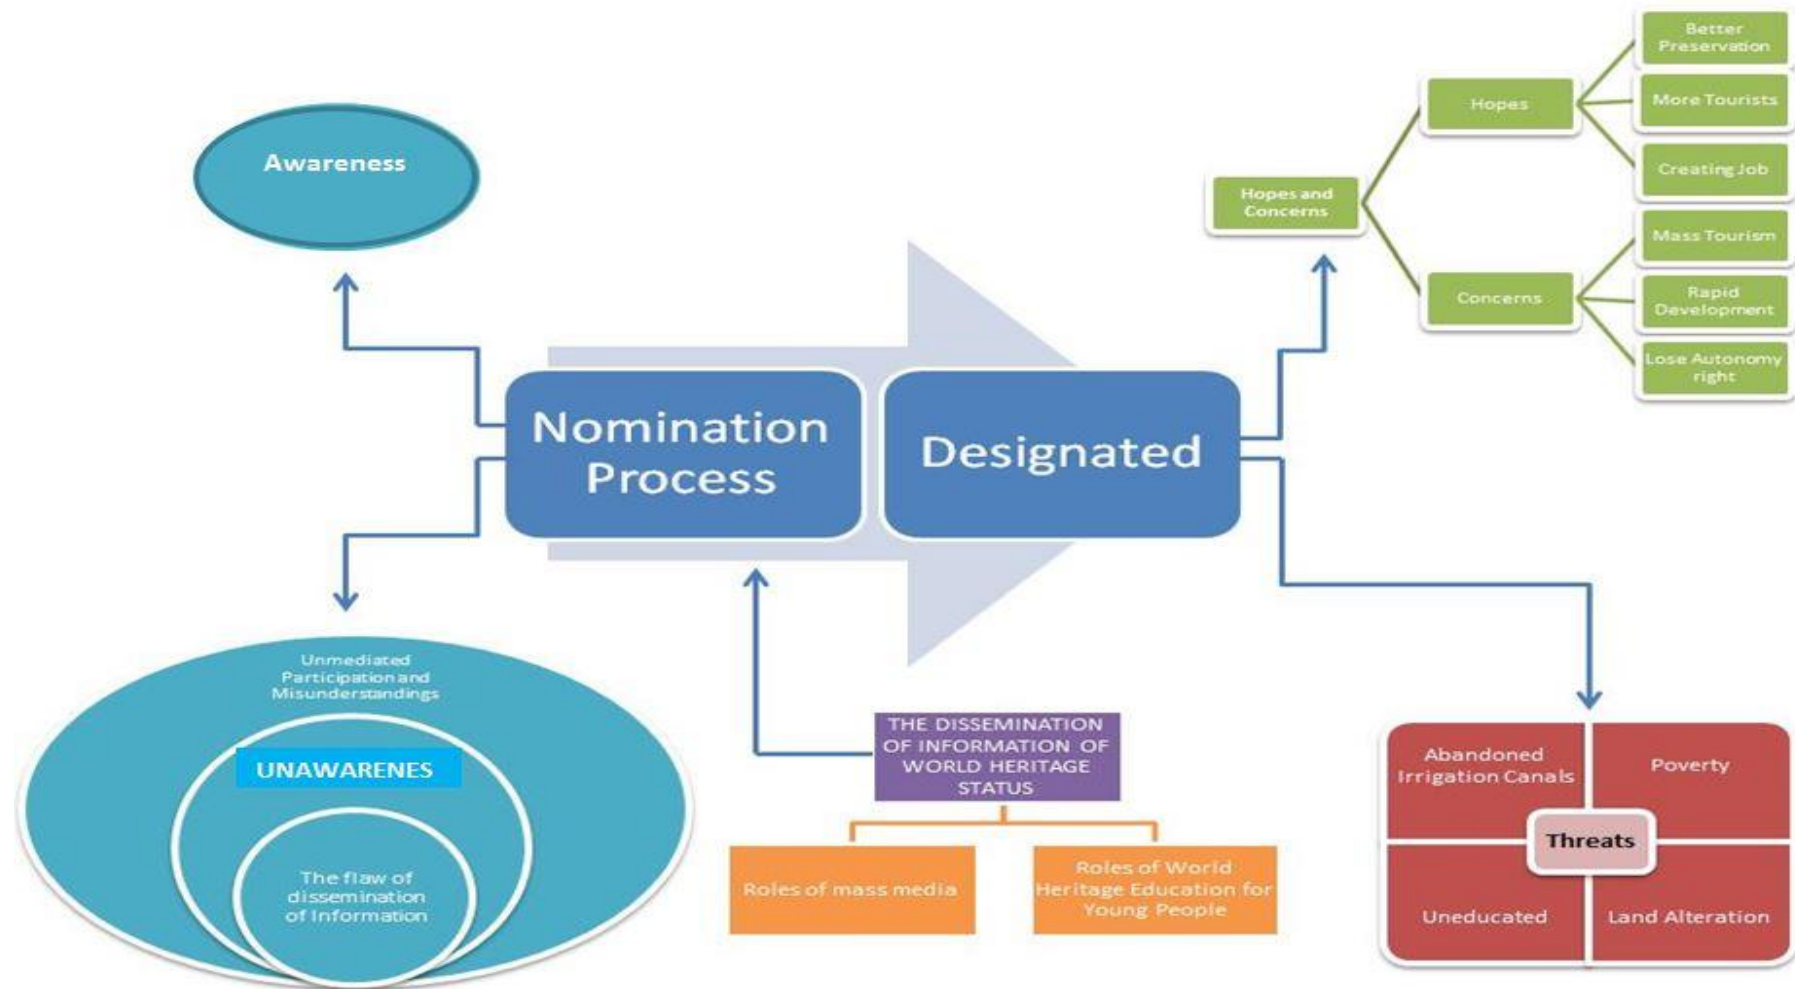 Awareness
Nomination
Process
Designated
Hopes and
Concerns
Hopes
Better
Preservation
More Tourists
Creating Job
Concerns
Mass Tourism
Rapid
Development
Lose Autonomy
right
Unmediated
Participation and
Misunderstandings
UNAWARENES
The flaw of
dissemination
of Information
THE DISSEMINATION
OF INFORMATION OF
WORLD HERITAGE
STATUS
Roles of mass media
Roles of World
Heritage Education for
Young People
Abandoned
Irrigation Canals
Poverty
Threats
Uneducated
Land Alteration